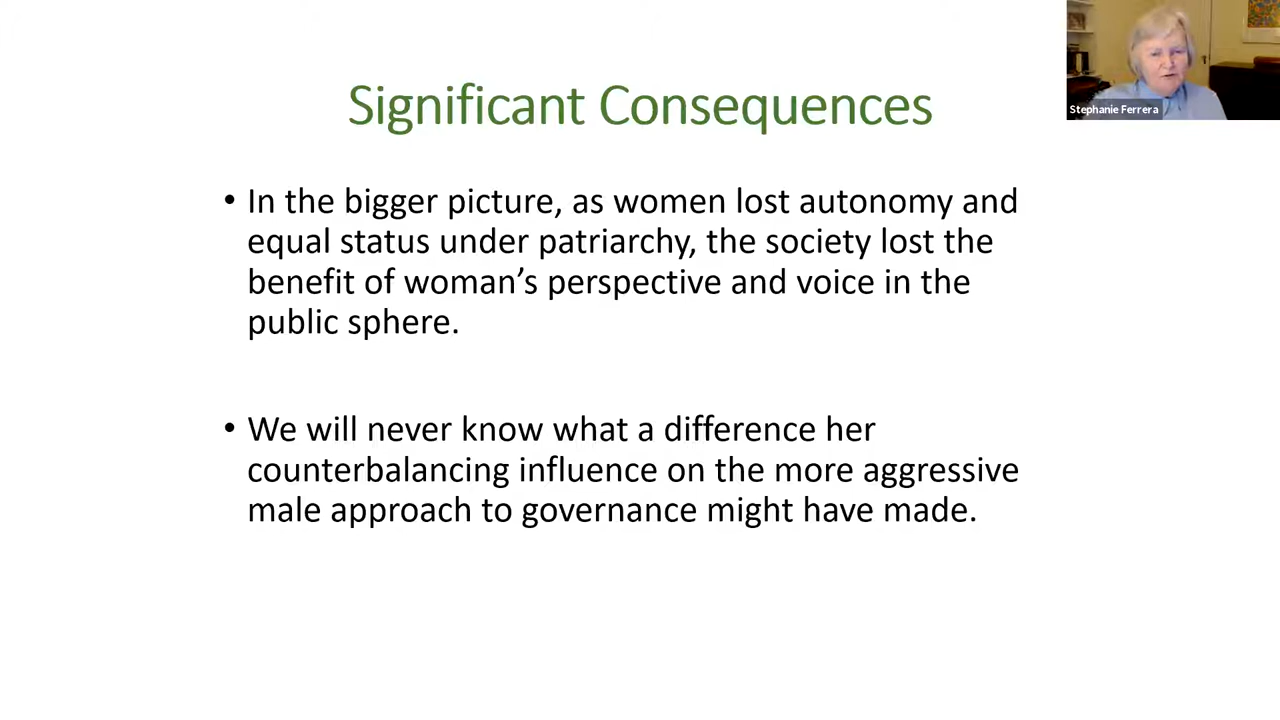 Significant Consequences
Stephanie Ferrera
• In the bigger picture, as women lost autonomy and
equal status under patriarchy, the society lost the
benefit of woman’s perspective and voice in the
public sphere.
• We will never know what a difference her
counterbalancing influence on the more aggressive
male approach to governance might have made.